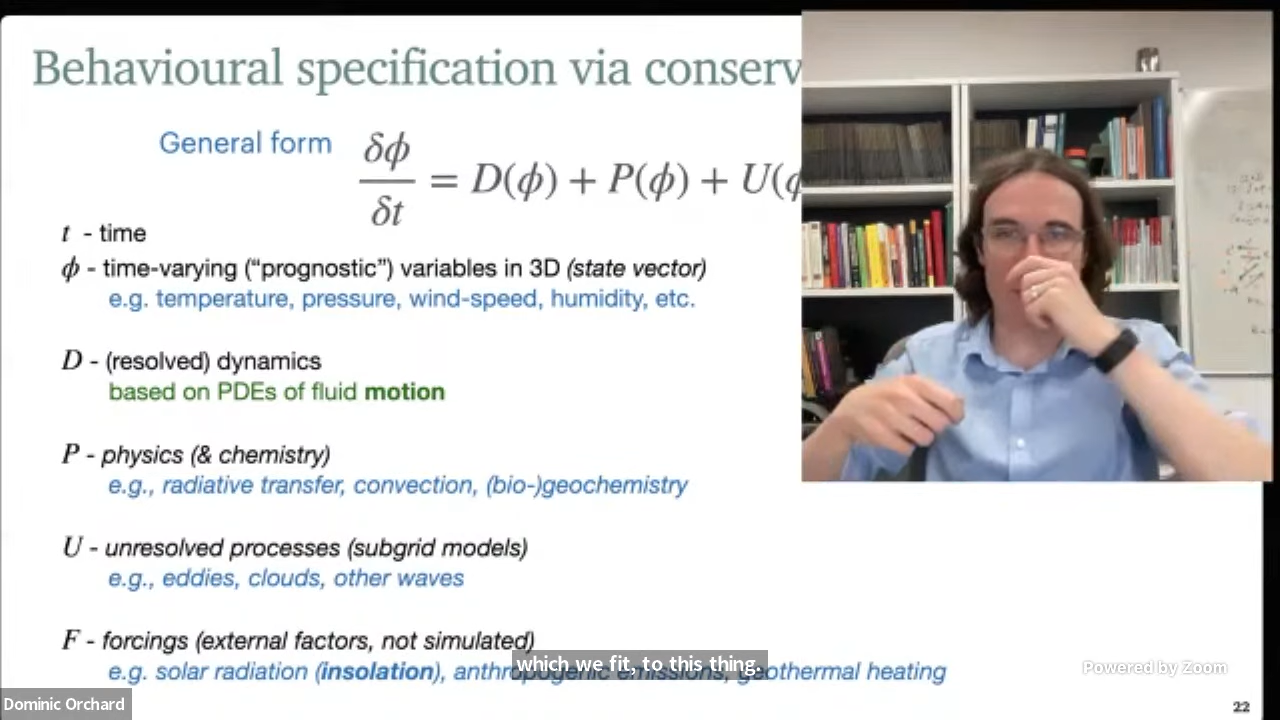 Behavioural specification via conserv
General form
δϕ/δt = D(ϕ) + P(ϕ) + U(ϕ
t - time
ϕ - time-varying (“prognostic”) variables in 3D (state vector)
e.g. temperature, pressure, wind-speed, humidity, etc.
D - (resolved) dynamics
based on PDEs of fluid motion
P - physics (& chemistry)
e.g., radiative transfer, convection, (bio-)geochemistry
U - unresolved processes (subgrid models)
e.g., eddies, clouds, other waves
F - forcings (external factors, not simulated)
which we fit, to this thing.
e.g. solar radiation (insolation), anthropogenic emissions, geothermal heating
Powered by Zoom
Dominic Orchard
22